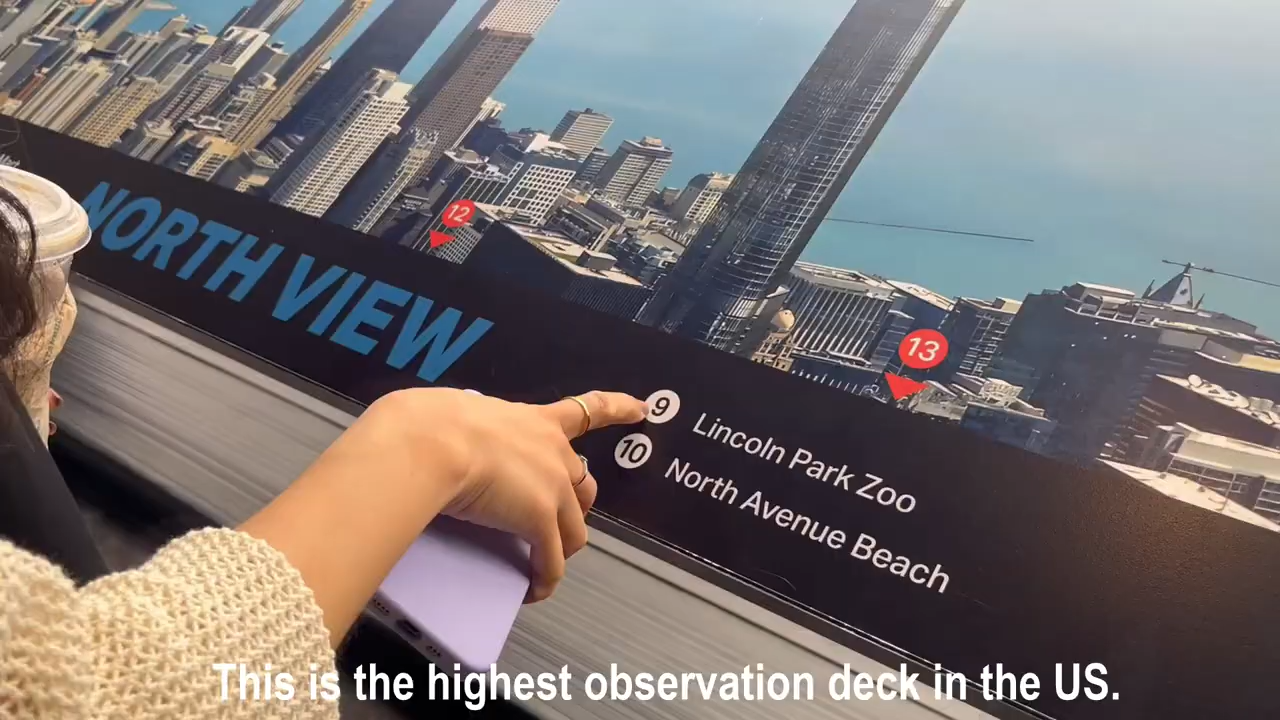 12
NORTH VIEW
13
9 Lincoln Park Zoo
10 North Avenue Beach
This is the highest observation deck in the US.